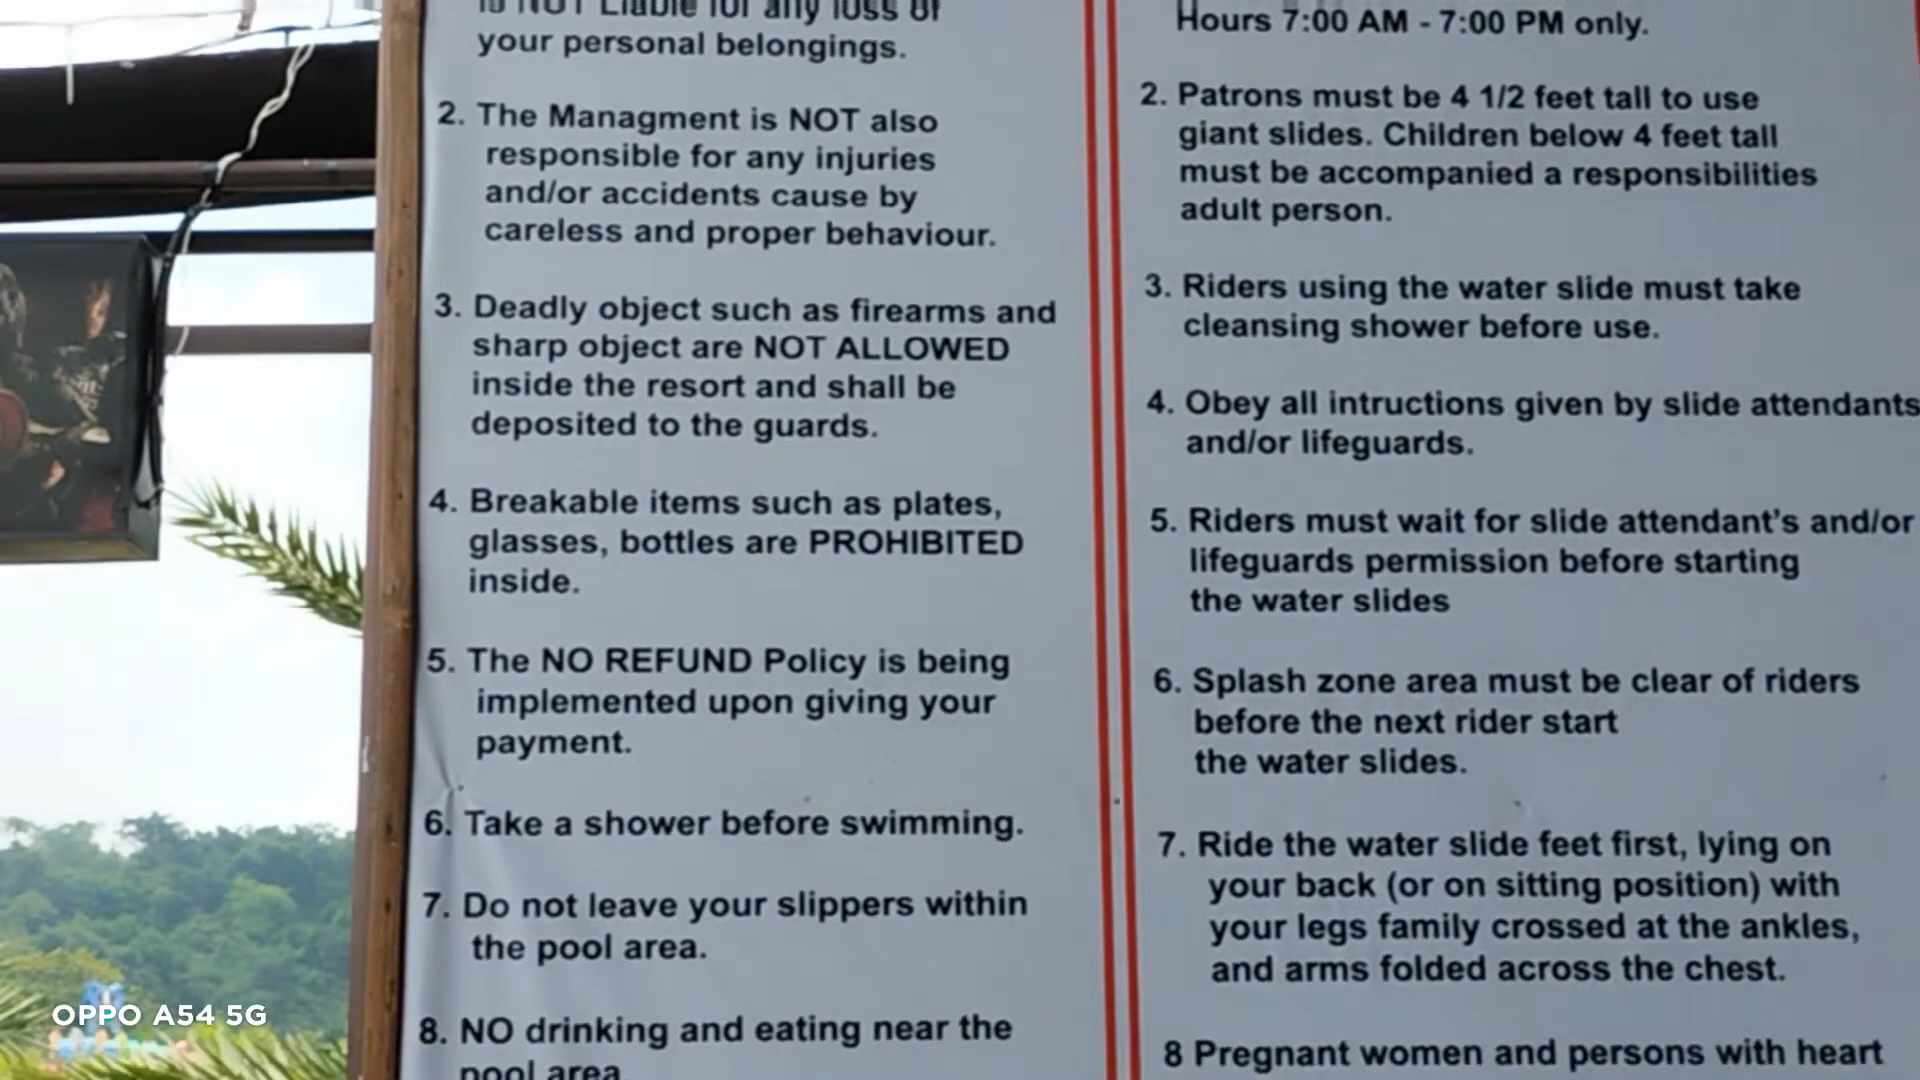 is NOT Liable for any loss of
your personal belongings.
2. The Managment is NOT also
responsible for any injuries
and/or accidents cause by
careless and proper behaviour.
3. Deadly object such as firearms and
sharp object are NOT ALLOWED
inside the resort and shall be
deposited to the guards.
4. Breakable items such as plates,
glasses, bottles are PROHIBITED
inside.
5. The NO REFUND Policy is being
implemented upon giving your
payment.
6. Take a shower before swimming.
7. Do not leave your slippers within
the pool area.
8. NO drinking and eating near the
pool area
Hours 7:00 AM - 7:00 PM only.
2. Patrons must be 4 1/2 feet tall to use
giant slides. Children below 4 feet tall
must be accompanied a responsibilities
adult person.
3. Riders using the water slide must take
cleansing shower before use.
4. Obey all intructions given by slide attendants
and/or lifeguards.
5. Riders must wait for slide attendant's and/or
lifeguards permission before starting
the water slides
6. Splash zone area must be clear of riders
before the next rider start
the water slides.
7. Ride the water slide feet first, lying on
your back (or on sitting position) with
your legs family crossed at the ankles,
and arms folded across the chest.
8 Pregnant women and persons with heart
OPPO A54 5G